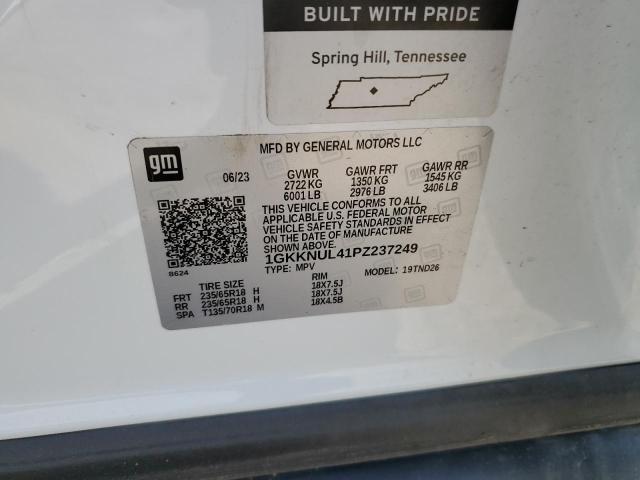 BUILT WITH PRIDE
Spring Hill, Tennessee
gm
MFD BY GENERAL MOTORS LLC
06/23 GVWR GAWR FRT GAWR RR
2722 KG 1350 KG 1545 KG
6001 LB 2976 LB 3406 LB
THIS VEHICLE CONFORMS TO ALL
APPLICABLE U.S. FEDERAL MOTOR
VEHICLE SAFETY STANDARDS IN EFFECT
ON THE DATE OF MANUFACTURE
SHOWN ABOVE
1GKKNUL41PZ237249
B624
TYPE: MPV MODEL: 19TND26
TIRE SIZE RIM
FRT 235/65R18 H 18X7.5J
RR 235/65R18 H 18X7.5J
SPA T135/70R18 M 18X4.5B